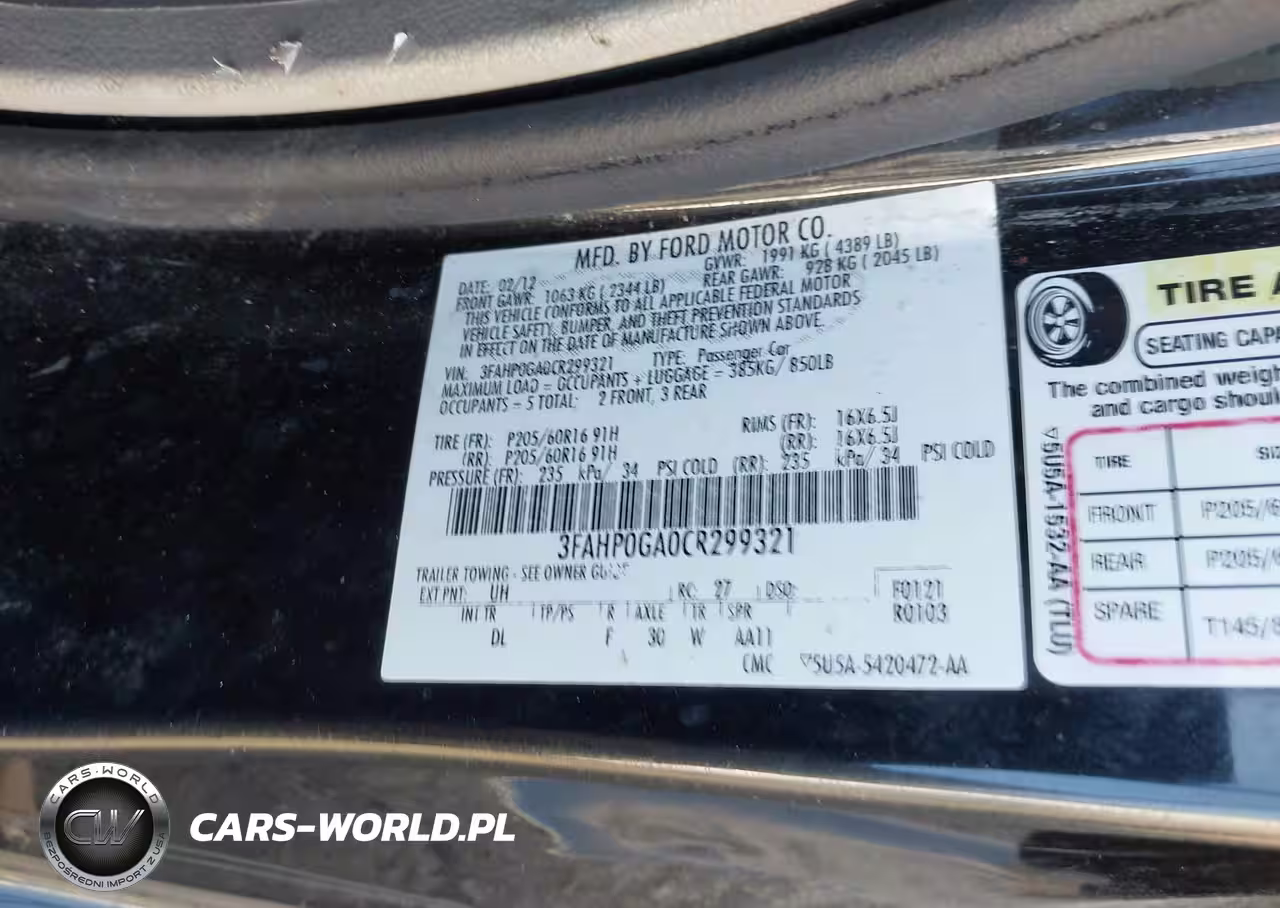 MFD. BY FORD MOTOR CO.
DATE: 02/12 GVWR: 1991 KG ( 4389 LB)
FRONT GAWR: 1063 KG ( 2344 LB) REAR GAWR: 928 KG ( 2045 LB)
THIS VEHICLE CONFORMS TO ALL APPLICABLE FEDERAL MOTOR
VEHICLE SAFETY, BUMPER, AND THEFT PREVENTION STANDARDS
IN EFFECT ON THE DATE OF MANUFACTURE SHOWN ABOVE.
VIN: 3FAHP0GA0CR299321 TYPE: Passenger Car
MAXIMUM LOAD = OCCUPANTS + LUGGAGE = 385KG/ 850LB
OCCUPANTS = 5 TOTAL: 2 FRONT, 3 REAR
TIRE (FR): P205/60R16 91H RIMS (FR): 16X6.5J
(RR): P205/60R16 91H (RR): 16X6.5J
PRESSURE (FR): 235 kPa/ 34 PSI COLD (RR): 235 kPa/ 34 PSI COLD
3FAHP0GA0CR299321
TRAILER TOWING - SEE OWNER
EXT PNT: UH RC: 27 DSO: F0121
INT TR TP/PS R AXLE TR SPR R0103
DL F 30 W AA11
CMC ▽5U5A-5420472-AA
TIRE
SEATING
The combined
and cargo
▽5U5A-1532-AA (TLU)
TIRE
FRONT P205/
REAR P205/
SPARE T145/
CARS-WORLD
CW
BEZPOŚREDNI IMPORT Z USA
CARS-WORLD.PL